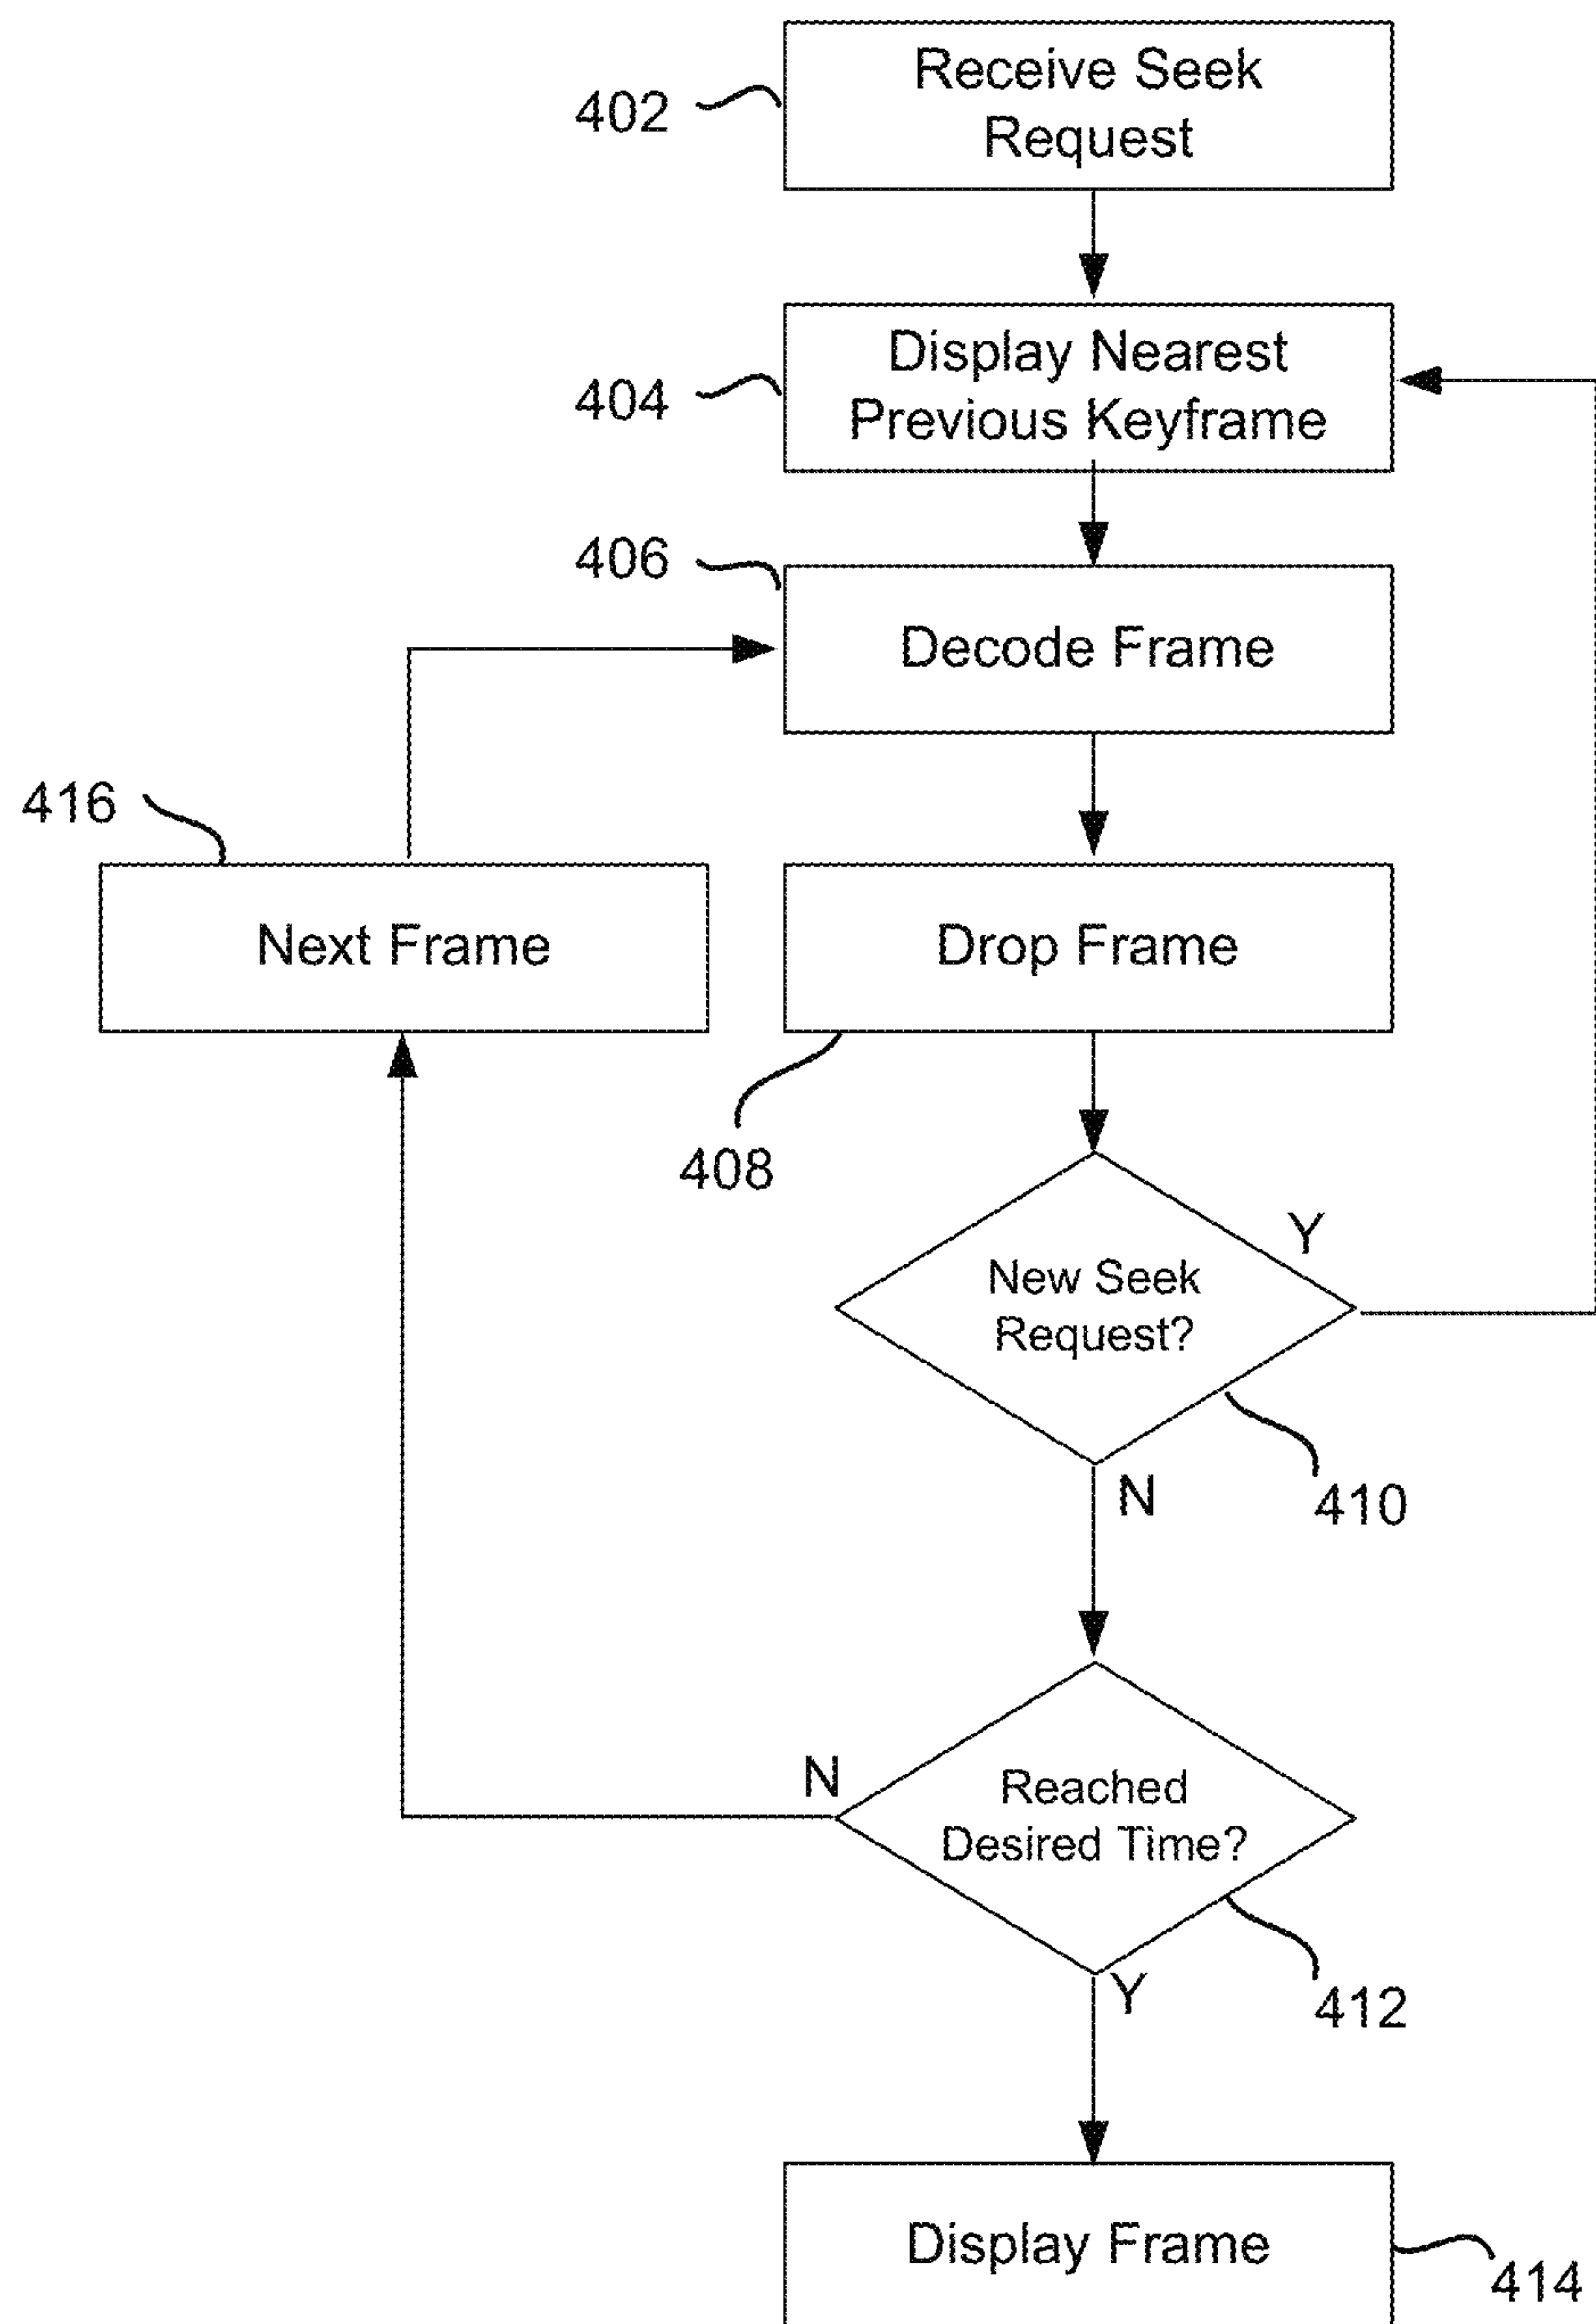 Receive Seek
Request
402
Display Nearest
Previous Keyframe
404
406
Decode Frame
416
Next Frame
Drop Frame
408
Y
New Seek
Request?
N
410
N
Reached
Desired Time?
Y
412
Display Frame
414